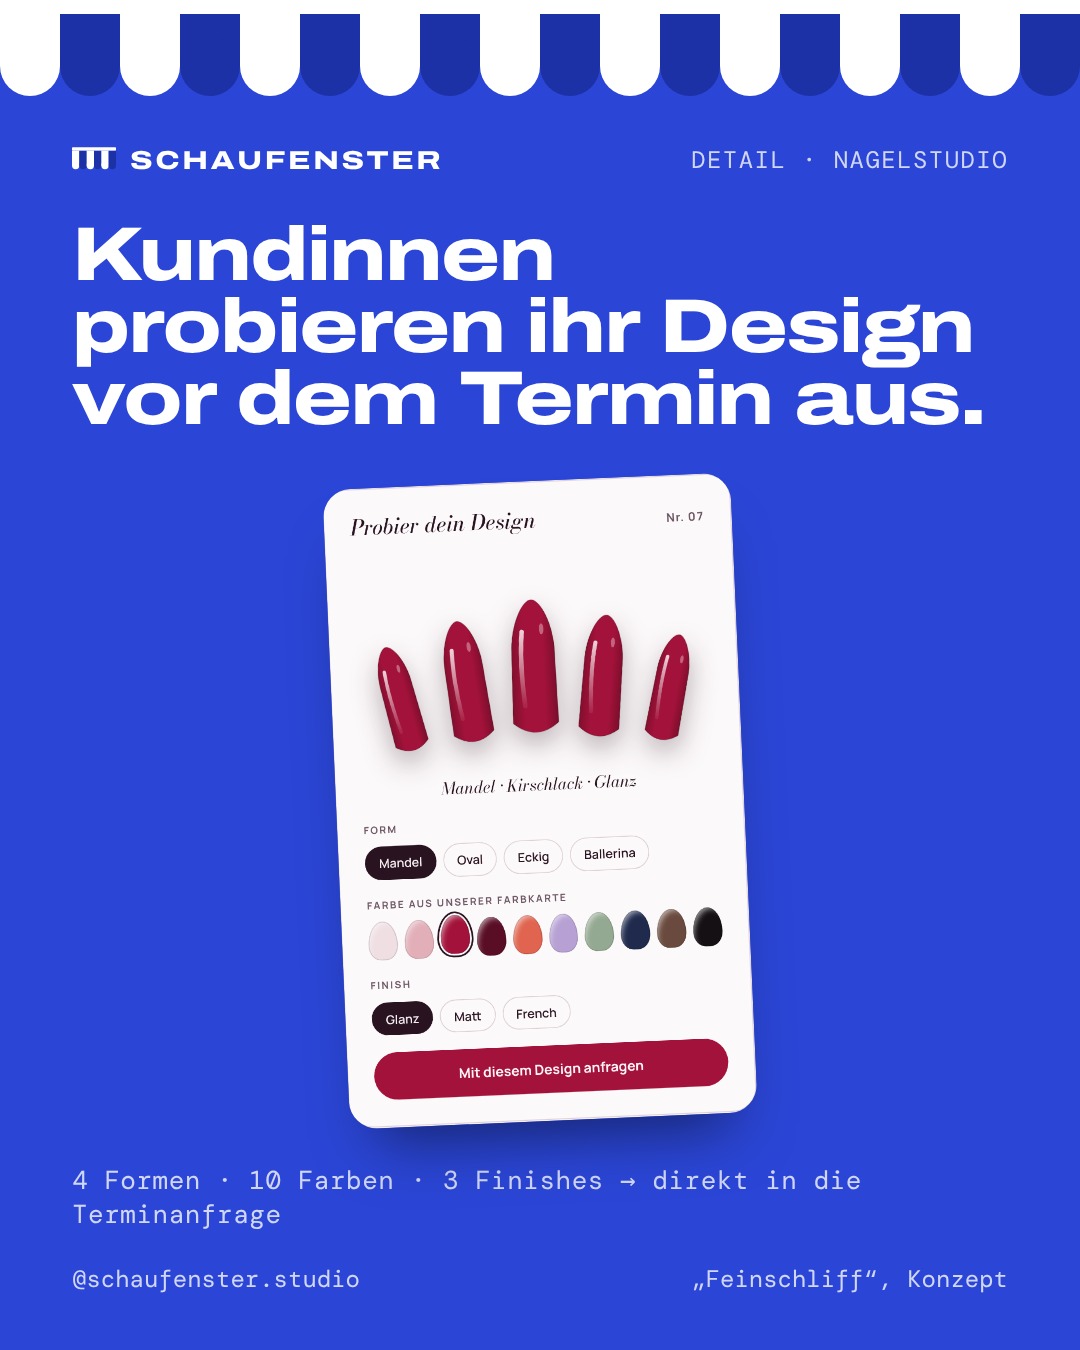 SCHAUFENSTER
DETAIL · NAGELSTUDIO
Kundinnen
probieren ihr Design
vor dem Termin aus.
Probier dein Design
Nr. 07
Mandel · Kirschlack · Glanz
FORM
Mandel
Oval
Eckig
Ballerina
FARBE AUS UNSERER FARBKARTE
FINISH
Glanz
Matt
French
Mit diesem Design anfragen
4 Formen · 10 Farben · 3 Finishes → direkt in die
Terminanfrage
@schaufenster.studio
„Feinschliff“, Konzept